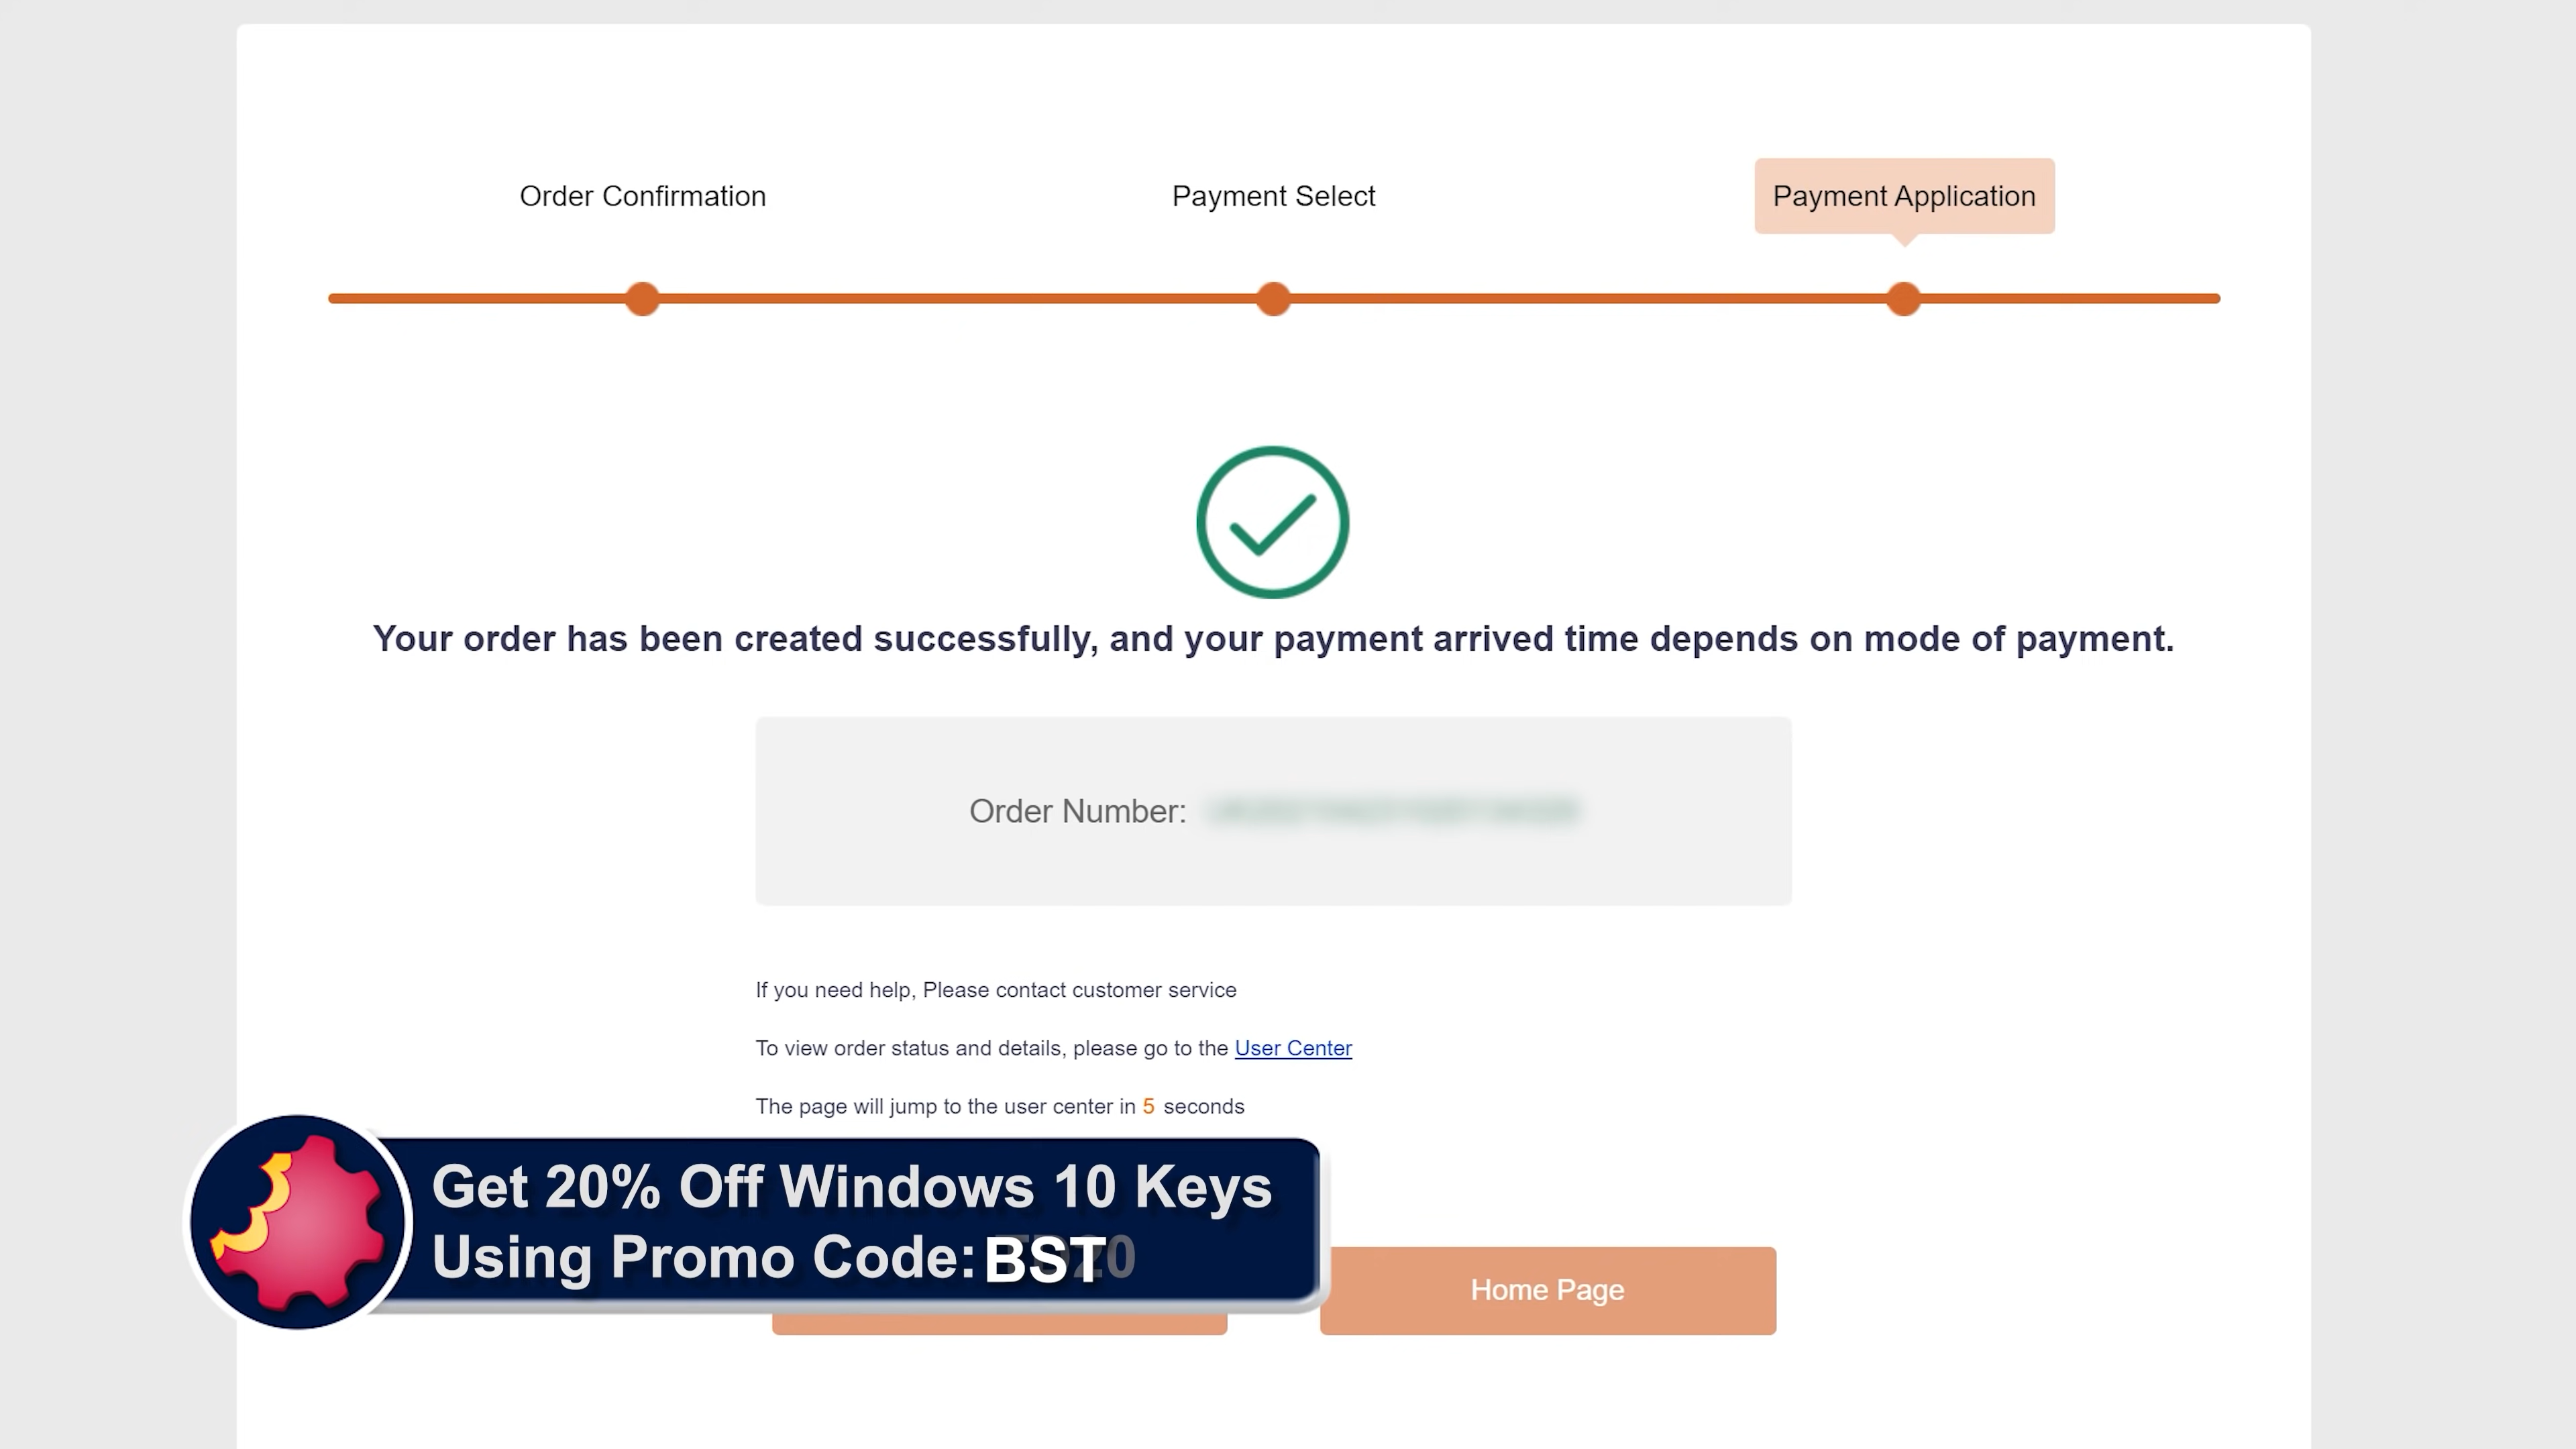 Order Confirmation
Payment Select
Payment Application
Your order has been created successfully, and your payment arrived time depends on mode of payment.
Order Number:
If you need help, Please contact customer service
To view order status and details, please go to the User Center
The page will jump to the user center in 5 seconds
Get 20% Off Windows 10 Keys
Using Promo Code: BST
Home Page